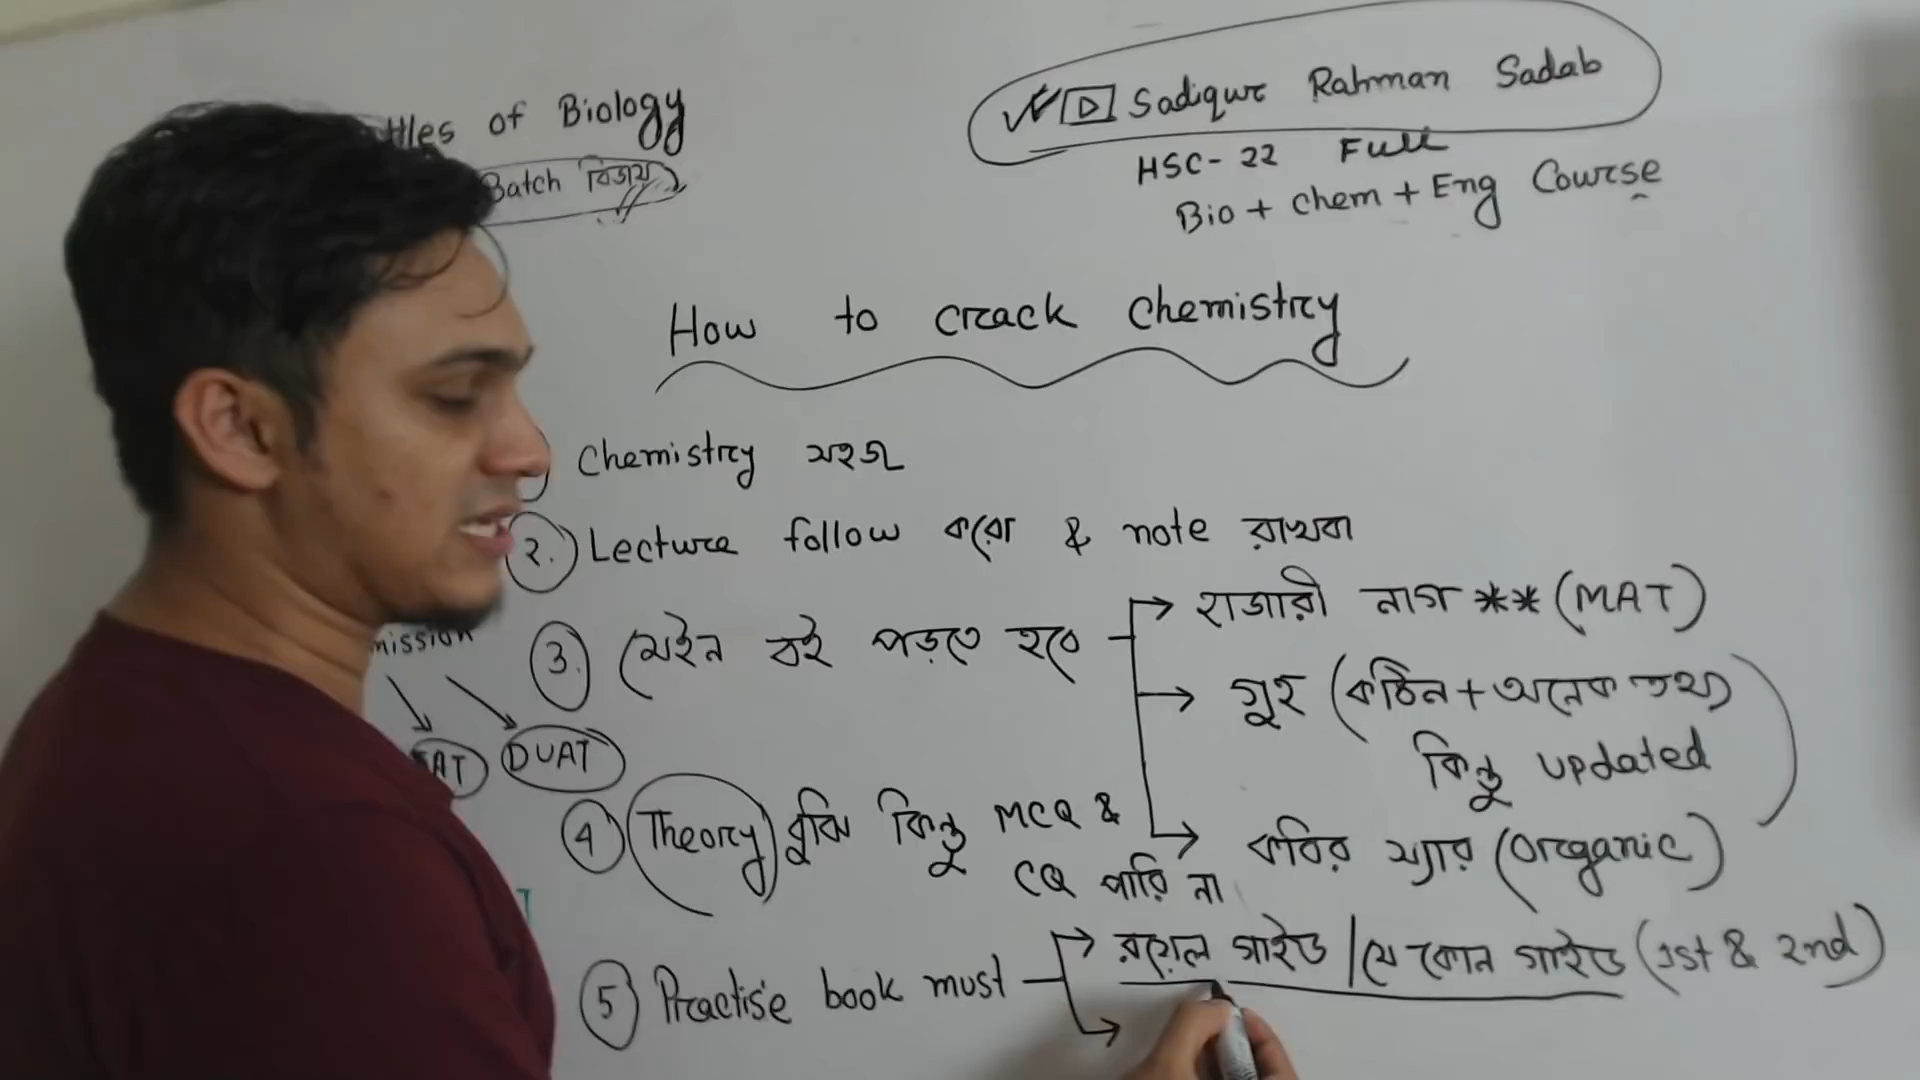 of Biology
Batch বিজয়
Sadiqur Rahman Sadab
HSC-22 Full
Bio + chem + Eng Course
How to crack chemistry
Chemistry সহজ
২. Lecture follow করো & note রাখবা
3. মেইন বই পড়তে হবে
হাজারী নাগ ** (MAT)
গুহ (কঠিন + অনেক তথ্য
কিন্তু updated
কবির স্যার (Organic)
DUAT
4 Theory বুঝি কিন্তু MCQ &
CQ পারি না
5 Practise book must
রয়েল গাইড / যে কোন গাইড (1st & 2nd)